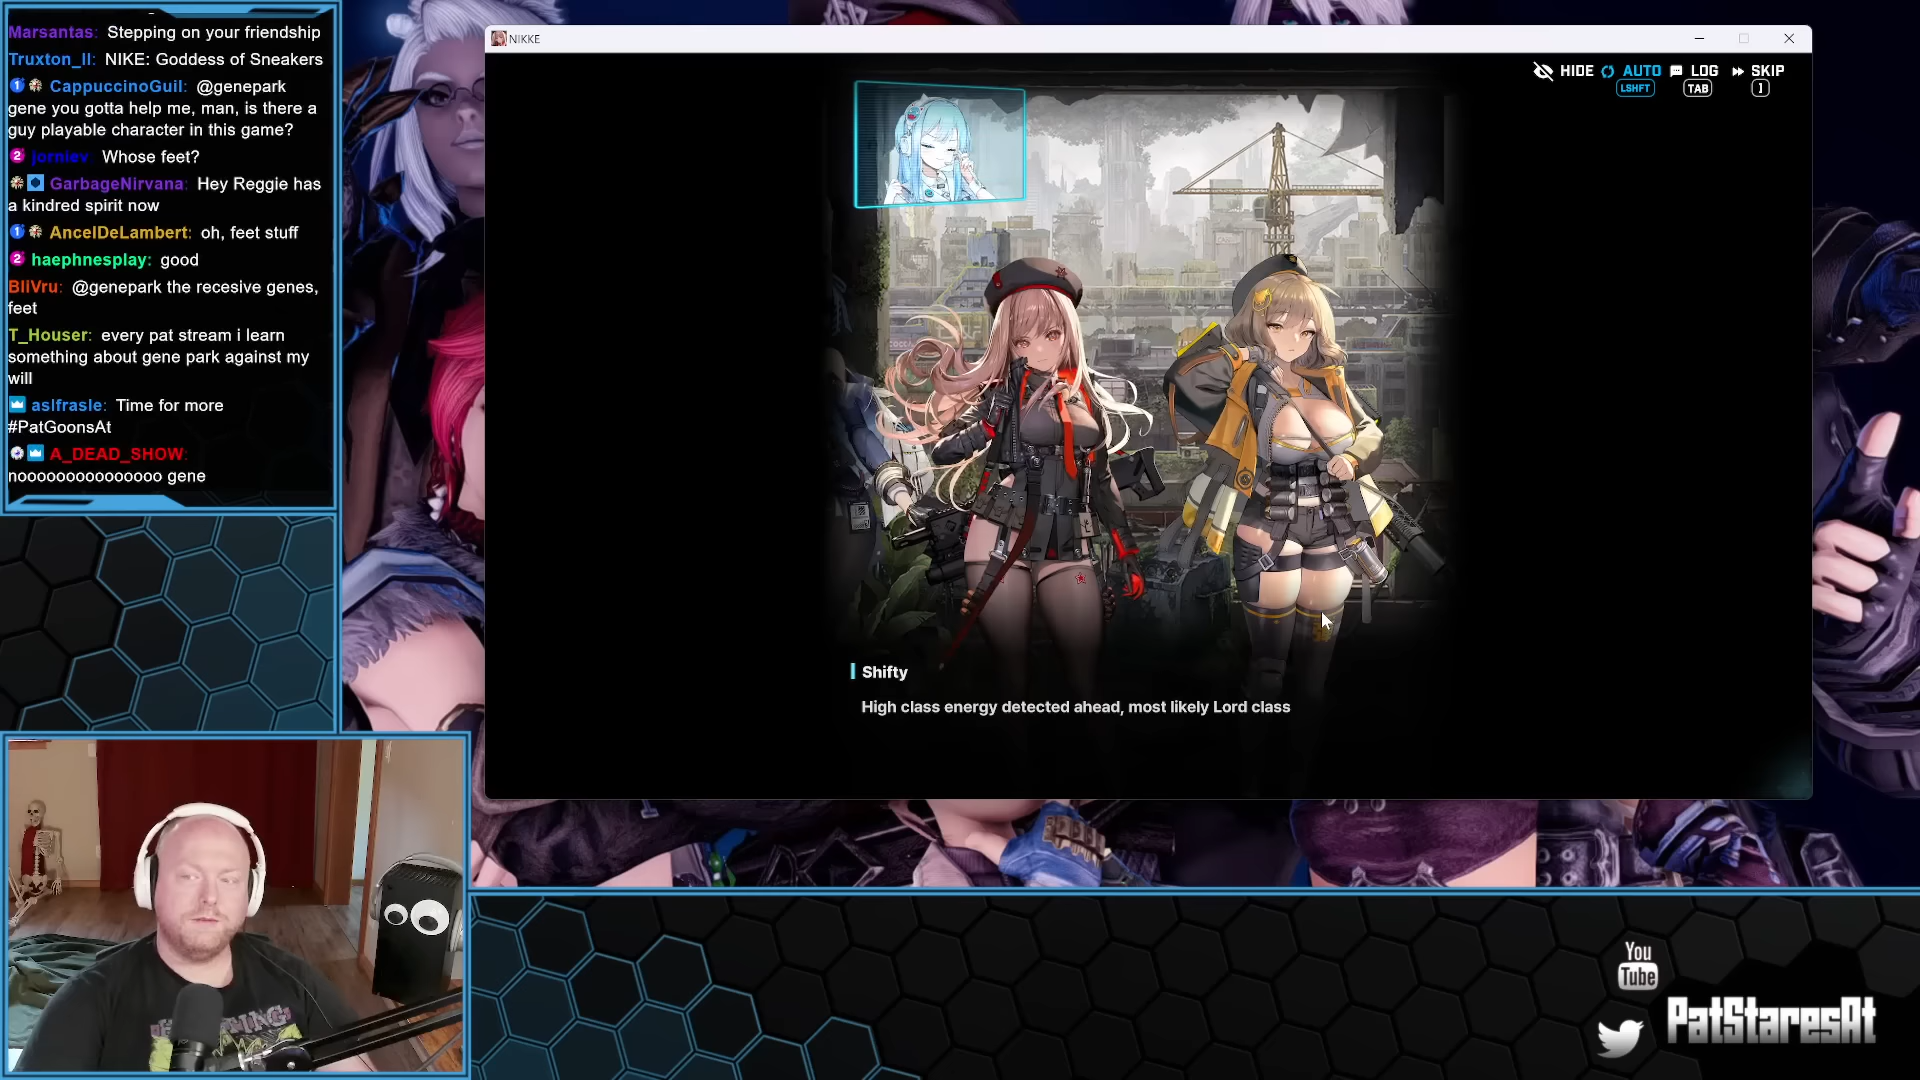 Marsantas: Stepping on your friendship
Truxton_II: NIKE: Goddess of Sneakers
CappuccinoGuil: @genepark
gene you gotta help me, man, is there a
guy playable character in this game?
jorniev: Whose feet?
GarbageNirvana: Hey Reggie has
a kindred spirit now
AncelDeLambert: oh, feet stuff
haephnesplay: good
BliVru: @genepark the recesive genes,
feet
T_Houser: every pat stream i learn
something about gene park against my
will
aslfrasle: Time for more
#PatGoonsAt
A_DEAD_SHOW:
nooooooooooooooo gene
NIKKE
HIDE
AUTO
LOG
SKIP
LSHFT
TAB
]
Shifty
High class energy detected ahead, most likely Lord class
You
Tube
PatStaresAt